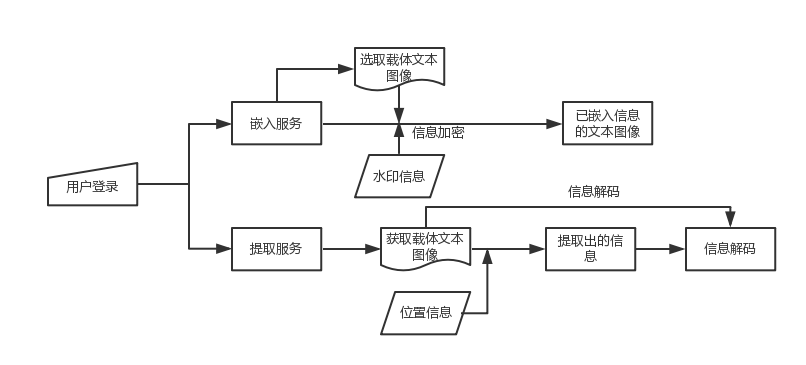 选取载体文本
图像
嵌入服务
已嵌入信息
的文本图像
信息加密
水印信息
用户登录
信息解码
提取服务
获取载体文本
图像
提取出的信
息
信息解码
位置信息